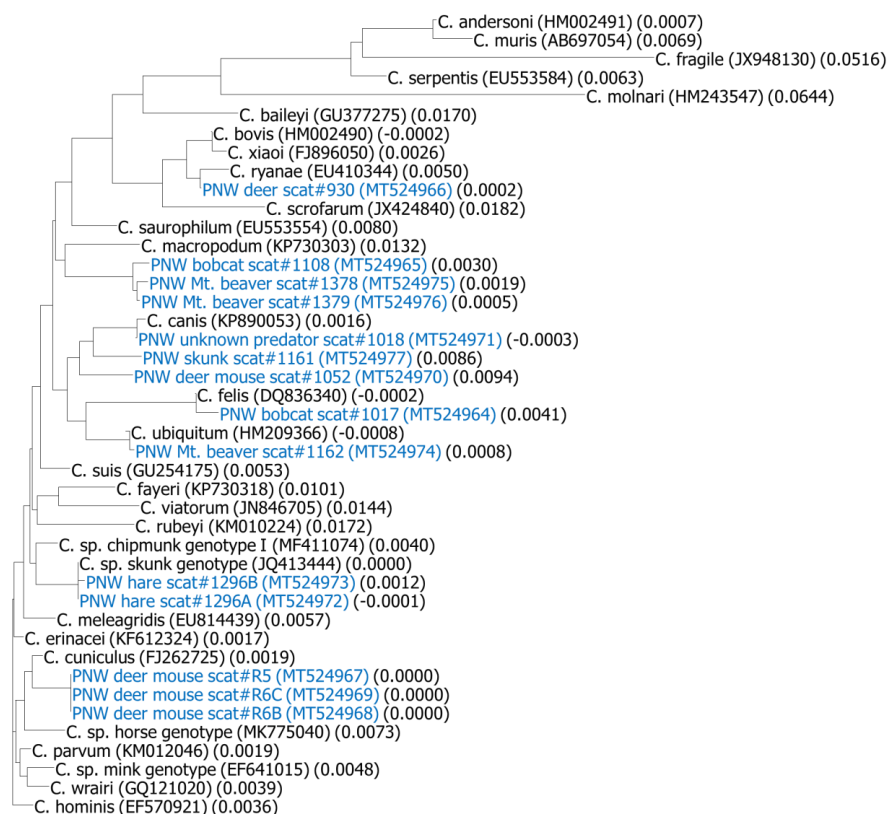 C. andersoni (HM002491) (0.0007)
C. muris (AB697054) (0.0069)
C. fragile (JX948130) (0.0516)
C. serpentis (EU553584) (0.0063)
C. molnari (HM243547) (0.0644)
C. baileyi (GU377275) (0.0170)
C. bovis (HM002490) (-0.0002)
C. xiaoi (FJ896050) (0.0026)
C. ryanae (EU410344) (0.0050)
PNW deer scat#930 (MT524966) (0.0002)
C. scrofarum (JX424840) (0.0182)
C. saurophilum (EU553554) (0.0080)
C. macropodum (KP730303) (0.0132)
PNW bobcat scat#1108 (MT524965) (0.0030)
PNW Mt. beaver scat#1378 (MT524975) (0.0019)
PNW Mt. beaver scat#1379 (MT524976) (0.0005)
C. canis (KP890053) (0.0016)
PNW unknown predator scat#1018 (MT524971) (-0.0003)
PNW skunk scat#1161 (MT524977) (0.0086)
PNW deer mouse scat#1052 (MT524970) (0.0094)
C. felis (DQ836340) (-0.0002)
PNW bobcat scat#1017 (MT524964) (0.0041)
C. ubiquitum (HM209366) (-0.0008)
PNW Mt. beaver scat#1162 (MT524974) (0.0008)
C. suis (GU254175) (0.0053)
C. fayeri (KP730318) (0.0101)
C. viatorum (JN846705) (0.0144)
C. rubeyi (KM010224) (0.0172)
C. sp. chipmunk genotype I (MF411074) (0.0040)
C. sp. skunk genotype (JQ413444) (0.0000)
PNW hare scat#1296B (MT524973) (0.0012)
PNW hare scat#1296A (MT524972) (-0.0001)
C. meleagridis (EU814439) (0.0057)
C. erinacei (KF612324) (0.0017)
C. cuniculus (FJ262725) (0.0019)
PNW deer mouse scat#R5 (MT524967) (0.0000)
PNW deer mouse scat#R6C (MT524969) (0.0000)
PNW deer mouse scat#R6B (MT524968) (0.0000)
C. sp. horse genotype (MK775040) (0.0073)
C. parvum (KM012046) (0.0019)
C. sp. mink genotype (EF641015) (0.0048)
C. wrairi (GQ121020) (0.0039)
C. hominis (EF570921) (0.0036)